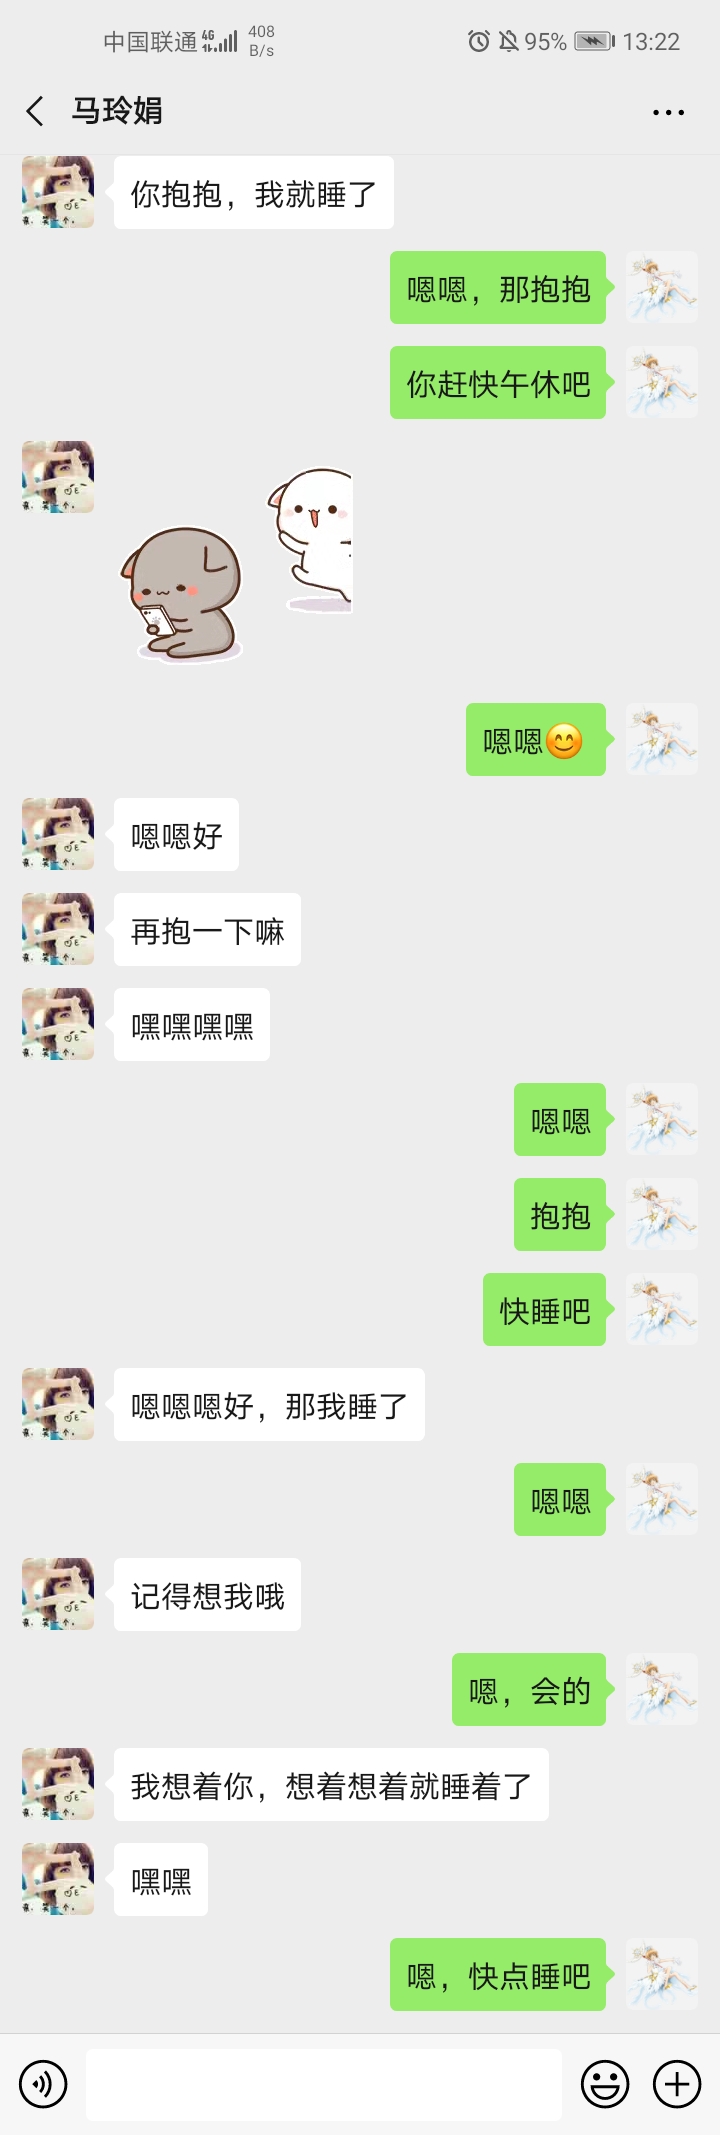 中国联通 4G 408 B/s 95% 13:22
马玲娟
你抱抱，我就睡了
嗯嗯，那抱抱
你赶快午休吧
嗯嗯😊
嗯嗯好
再抱一下嘛
嘿嘿嘿嘿
嗯嗯
抱抱
快睡吧
嗯嗯嗯好，那我睡了
嗯嗯
记得想我哦
嗯，会的
我想着你，想着想着就睡着了
嘿嘿
嗯，快点睡吧